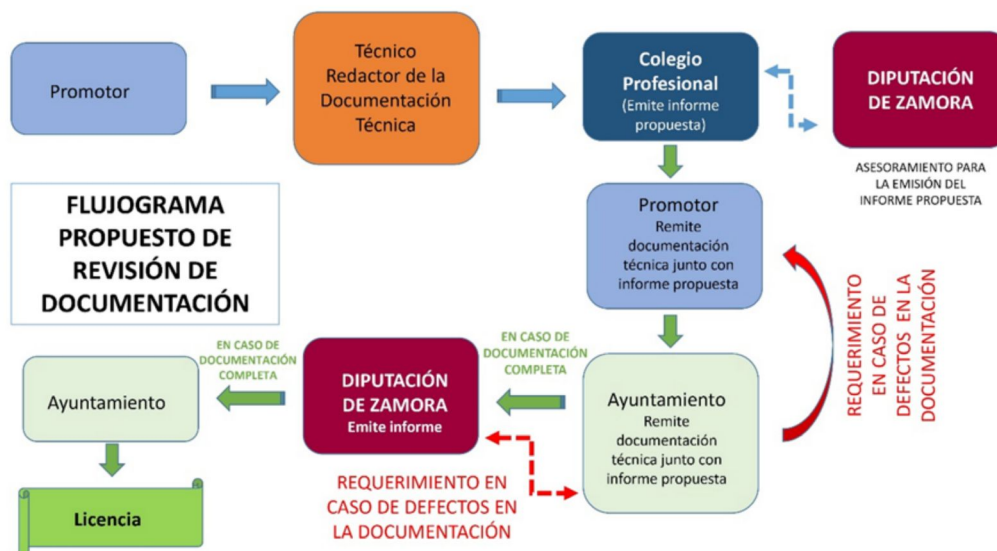 Promotor
Técnico
Redactor de la
Documentación
Técnica
Colegio
Profesional
(Emite informe
propuesta)
DIPUTACIÓN
DE ZAMORA
ASESORAMIENTO PARA
LA EMISIÓN DEL
INFORME PROPUESTA
FLUJOGRAMA
PROPUESTO DE
REVISIÓN DE
DOCUMENTACIÓN
Promotor
Remite
documentación
técnica junto con
informe propuesta
REQUERIMIENTO
EN CASO DE
DEFECTOS EN LA
DOCUMENTACIÓN
Ayuntamiento
Remite
documentación
técnica junto con
informe propuesta
EN CASO DE
DOCUMENTACIÓN
COMPLETA
DIPUTACIÓN
DE ZAMORA
Emite informe
REQUERIMIENTO EN
CASO DE DEFECTOS EN
LA DOCUMENTACIÓN
EN CASO DE
DOCUMENTACIÓN
COMPLETA
Ayuntamiento
Licencia